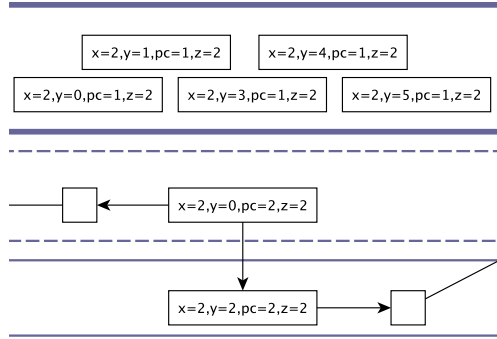 x=2,y=1,pc=1,z=2
x=2,y=4,pc=1,z=2
x=2,y=0,pc=1,z=2
x=2,y=3,pc=1,z=2
x=2,y=5,pc=1,z=2
x=2,y=0,pc=2,z=2
x=2,y=2,pc=2,z=2